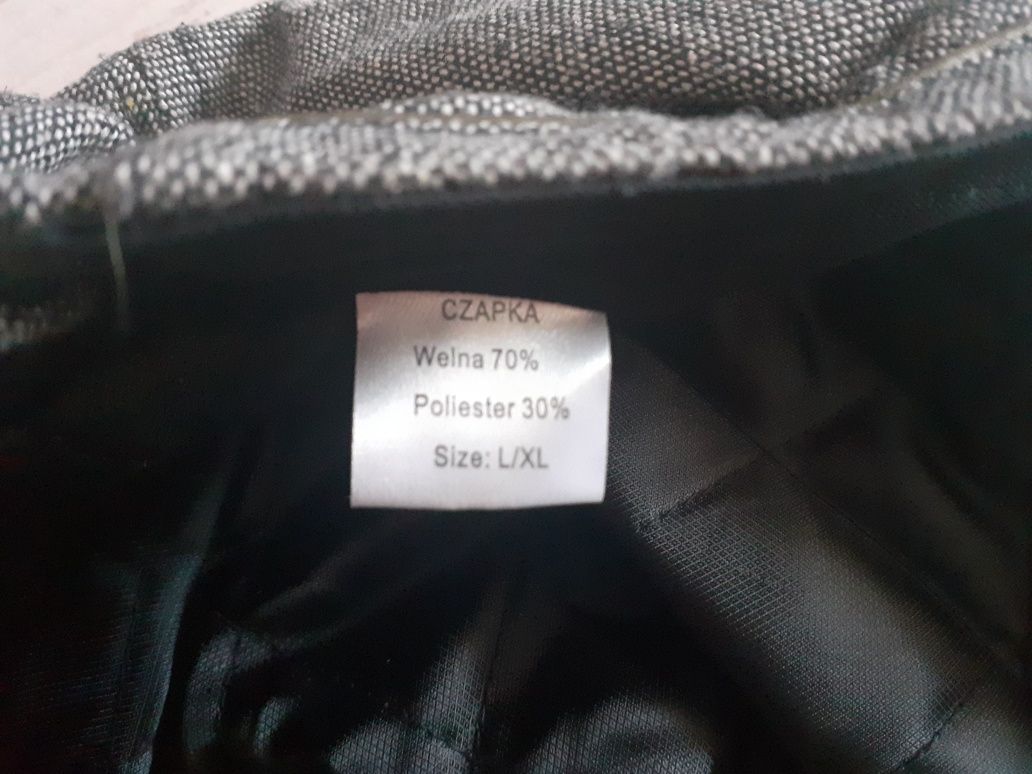 CZAPKA
Welna 70%
Poliester 30%
Size: L/XL